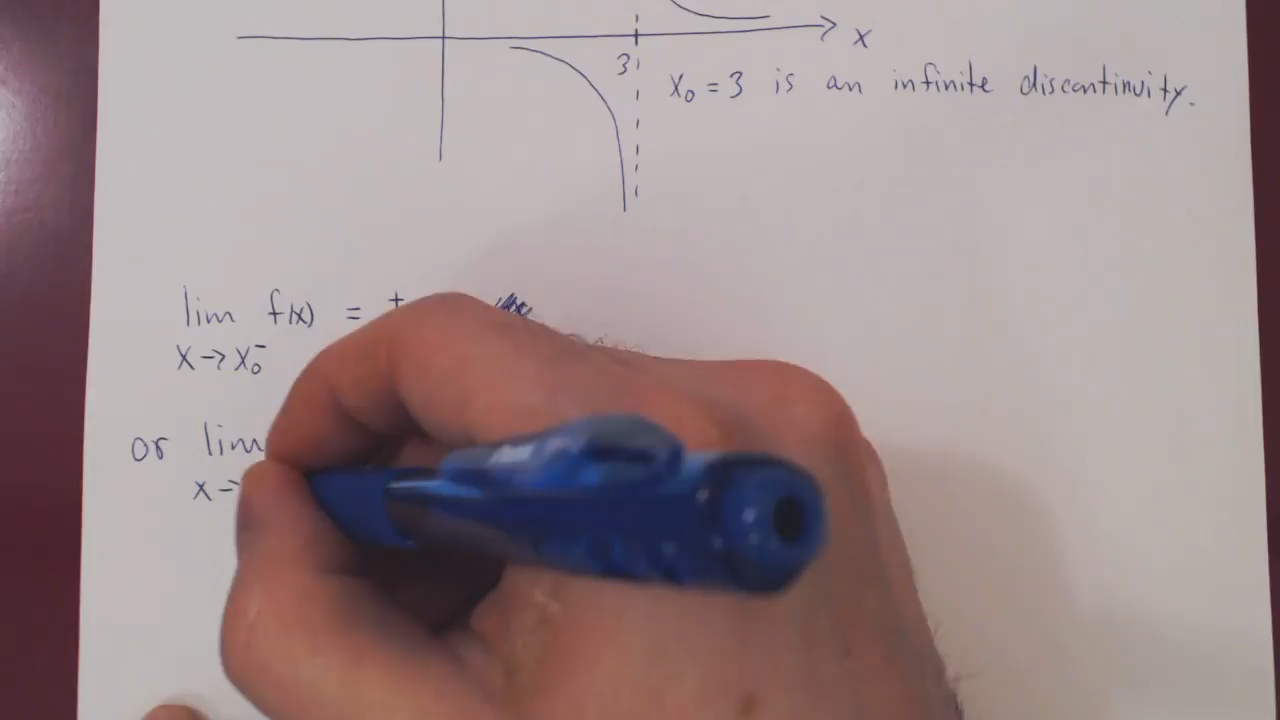 x
3
x₀ = 3 is an infinite discontinuity.
lim f(x) = +
x → x₀⁻
or lim
x →